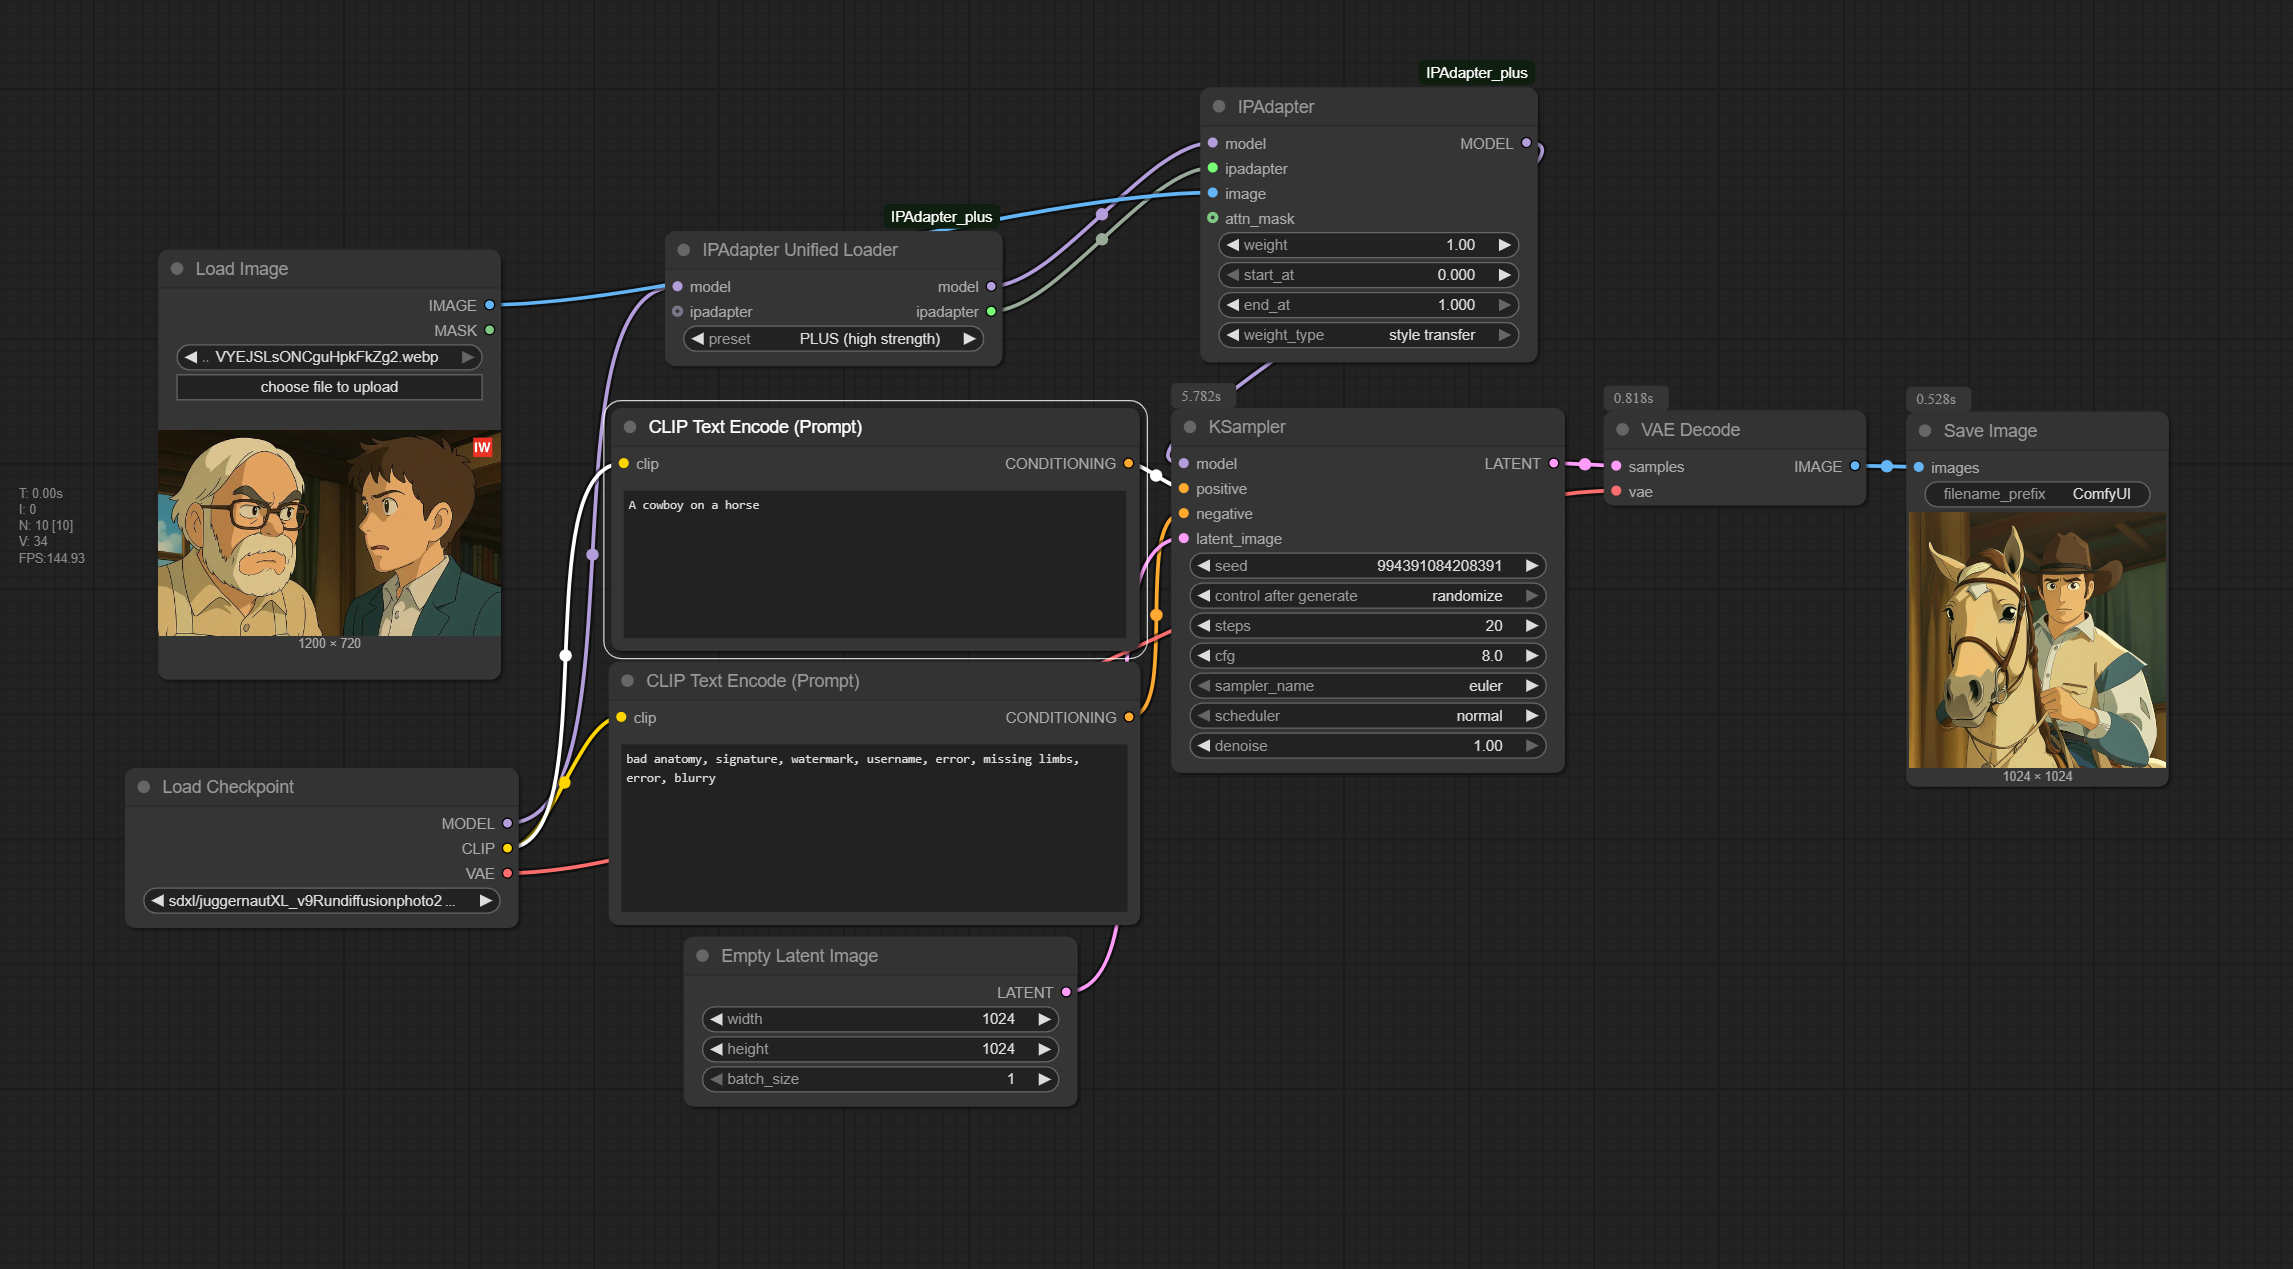 IPAdapter_plus
IPAdapter
model MODEL
ipadapter
image
attn_mask
weight 1.00
start_at 0.000
end_at 1.000
weight_type style transfer
IPAdapter_plus
IPAdapter Unified Loader
model model
ipadapter ipadapter
preset PLUS (high strength)
Load Image
IMAGE
MASK
.. VYEJSLsONCguHpkFkZg2.webp
choose file to upload
IW
1200 × 720
T: 0.00s
I: 0
N: 10 [10]
V: 34
FPS:144.93
CLIP Text Encode (Prompt)
clip CONDITIONING
A cowboy on a horse
CLIP Text Encode (Prompt)
clip CONDITIONING
bad anatomy, signature, watermark, username, error, missing limbs,
error, blurry
Load Checkpoint
MODEL
CLIP
VAE
sdxl/juggernautXL_v9Rundiffusionphoto2 ...
Empty Latent Image
LATENT
width 1024
height 1024
batch_size 1
5.782s
KSampler
model LATENT
positive
negative
latent_image
seed 994391084208391
control after generate randomize
steps 20
cfg 8.0
sampler_name euler
scheduler normal
denoise 1.00
0.818s
VAE Decode
samples IMAGE
vae
0.528s
Save Image
images
filename_prefix ComfyUI
1024 × 1024